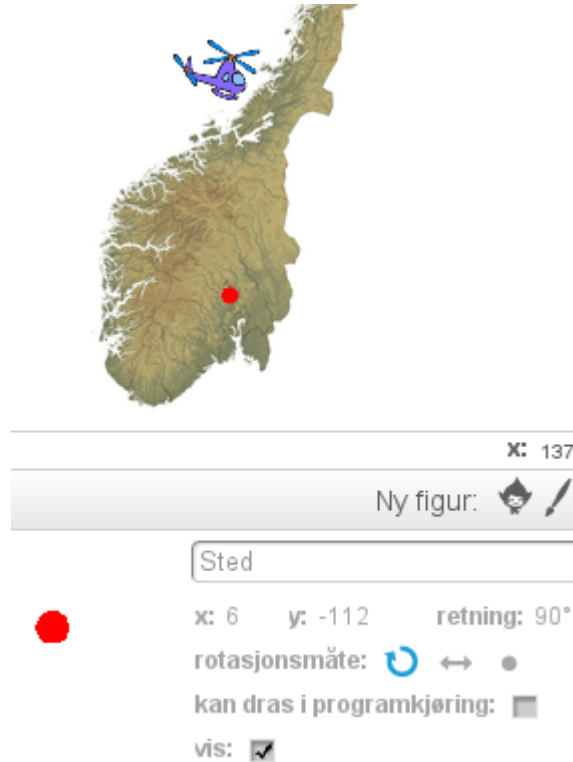 x: 137
Ny figur:
Sted
x: 6 y: -112 retning: 90°
rotasjonsmåte:
kan dras i programkjøring:
vis: